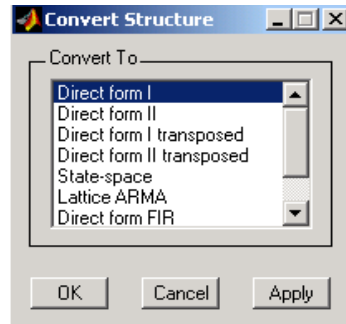 Convert Structure
Convert To
Direct form I
Direct form II
Direct form I transposed
Direct form II transposed
State-space
Lattice ARMA
Direct form FIR
OK Cancel Apply